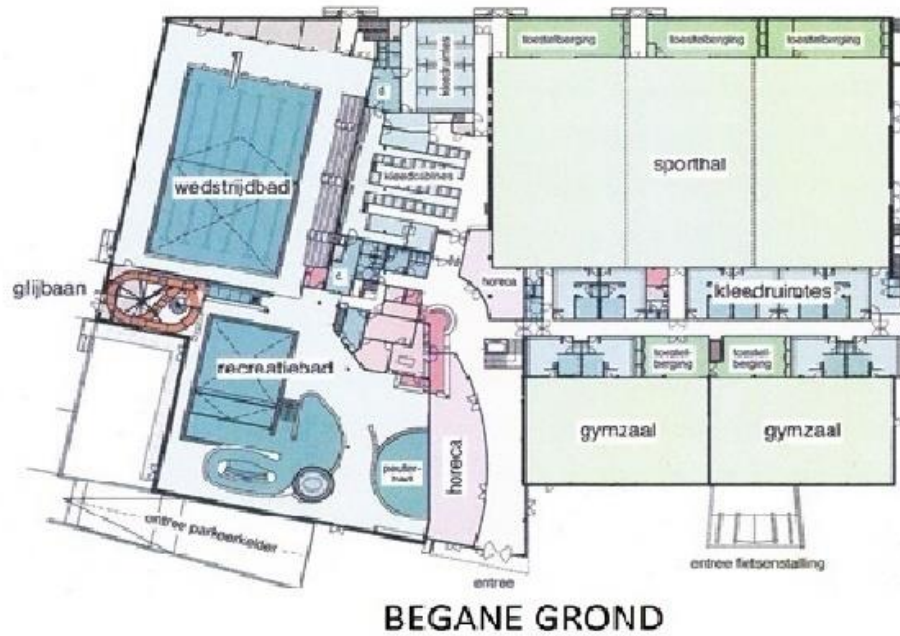 toestelberging
toestelberging
toestelberging
kleedruimtes
wedstrijdbad
kleedcabines
sporthal
glijbaan
horeca
kleedruimtes
recreatiebad
toestel-
berging
toestel-
berging
gymzaal
gymzaal
horeca
peuter-
bad
entree parkeerkelder
entree
entree fietsenstalling
BEGANE GROND